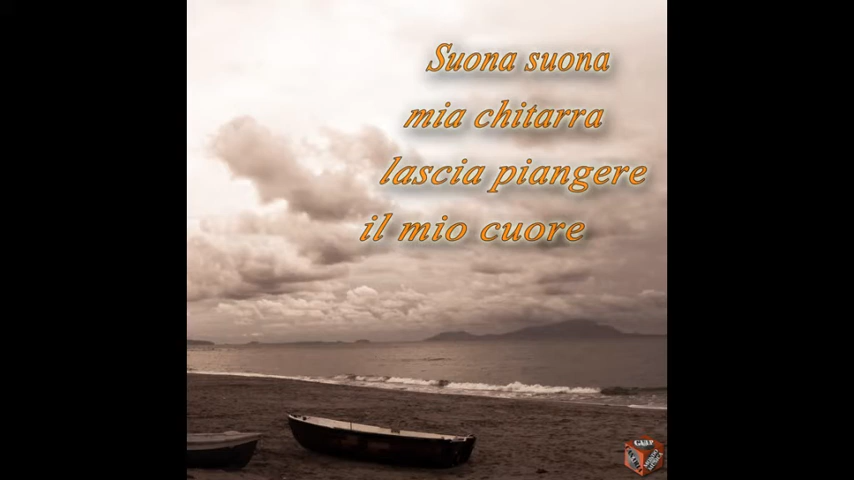 Suona suona
mia chitarra
lascia piangere
il mio cuore